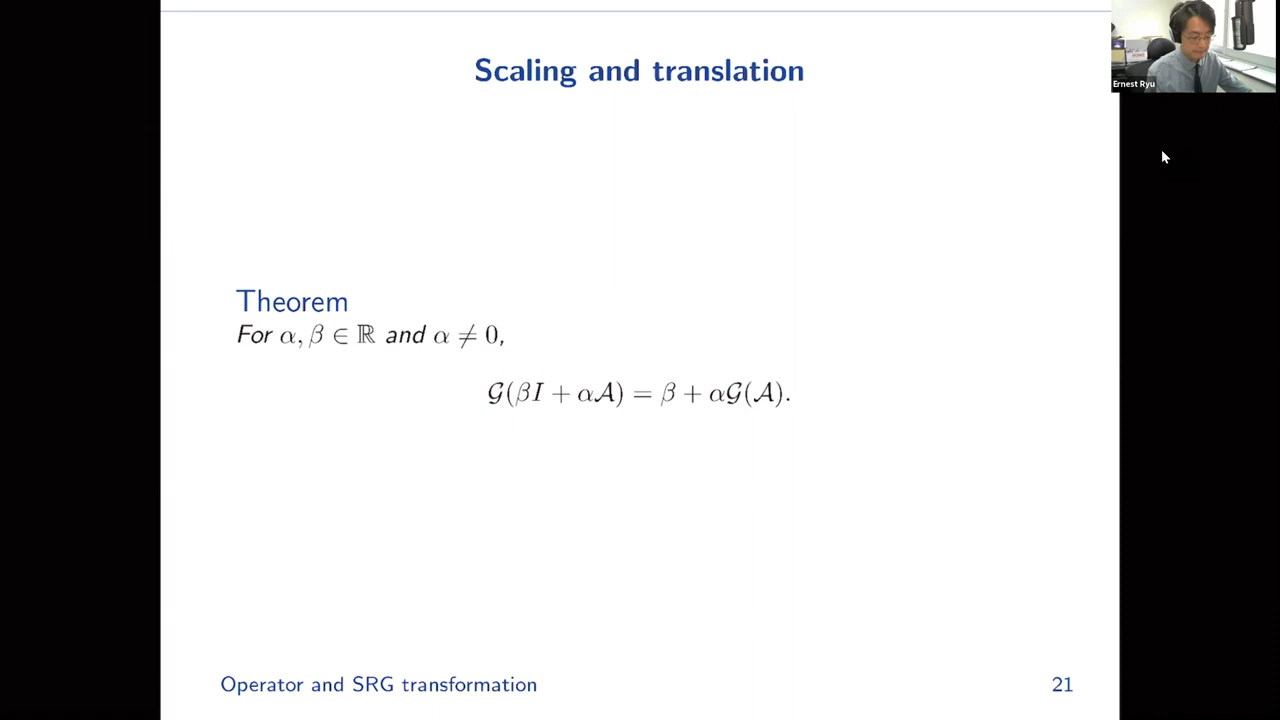 Scaling and translation
Ernest Ryu
Theorem
For α, β ∈ ℝ and α ≠ 0,
𝒢(βI + α𝒜) = β + α𝒢(𝒜).
Operator and SRG transformation
21